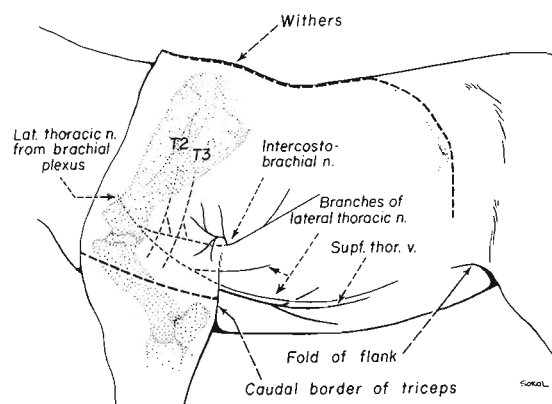 Withers
Lat. thoracic n.
from brachial
plexus
T2
T3
Intercosto-
brachial n.
Branches of
lateral thoracic n.
Supf. thor. v.
Fold of flank
Caudal border of triceps
SOKOL